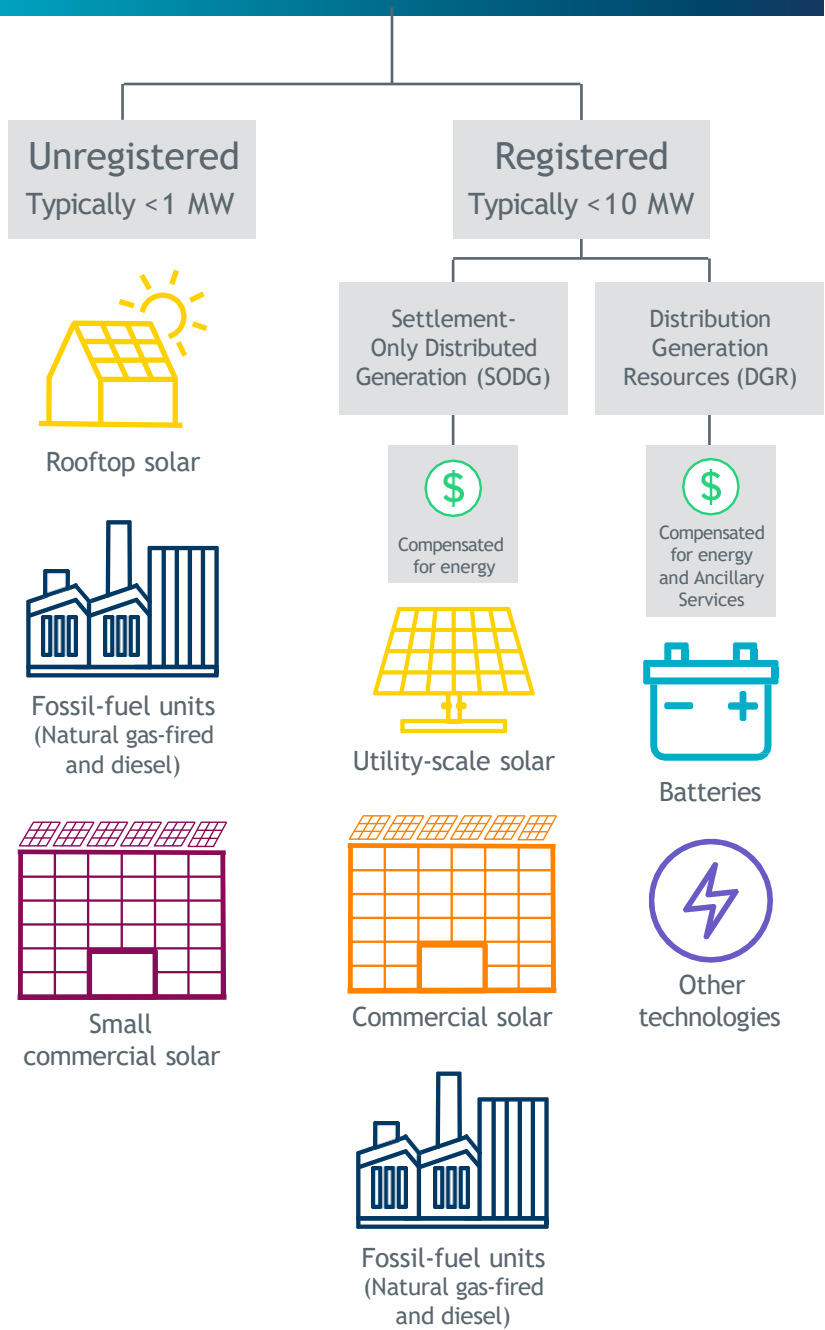 Unregistered
Typically <1 MW
Rooftop solar
Fossil-fuel units
(Natural gas-fired
and diesel)
Small
commercial solar
Registered
Typically <10 MW
Settlement-
Only Distributed
Generation (SODG)
$
Compensated
for energy
Utility-scale solar
Commercial solar
Fossil-fuel units
(Natural gas-fired
and diesel)
Distribution
Generation
Resources (DGR)
$
Compensated
for energy
and Ancillary
Services
Batteries
Other
technologies